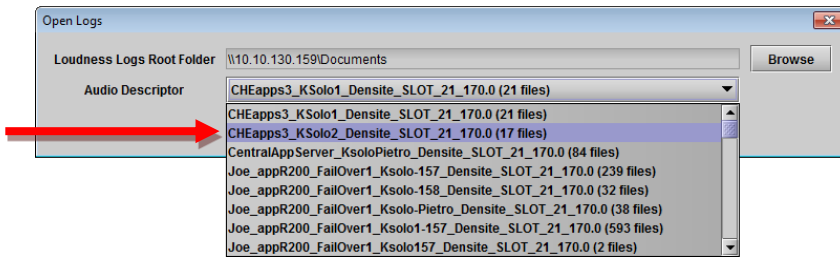 Open Logs
Loudness Logs Root Folder \\10.10.130.159\Documents Browse
Audio Descriptor CHEapps3_KSolo1_Densite_SLOT_21_170.0 (21 files)
CHEapps3_KSolo1_Densite_SLOT_21_170.0 (21 files)
CHEapps3_KSolo2_Densite_SLOT_21_170.0 (17 files)
CentralAppServer_KsoloPietro_Densite_SLOT_21_170.0 (84 files)
Joe_appR200_FailOver1_Ksolo-157_Densite_SLOT_21_170.0 (239 files)
Joe_appR200_FailOver1_Ksolo-158_Densite_SLOT_21_170.0 (32 files)
Joe_appR200_FailOver1_Ksolo-Pietro_Densite_SLOT_21_170.0 (38 files)
Joe_appR200_FailOver1_Ksolo1-157_Densite_SLOT_21_170.0 (593 files)
Joe_appR200_FailOver1_Ksolo157_Densite_SLOT_21_170.0 (2 files)